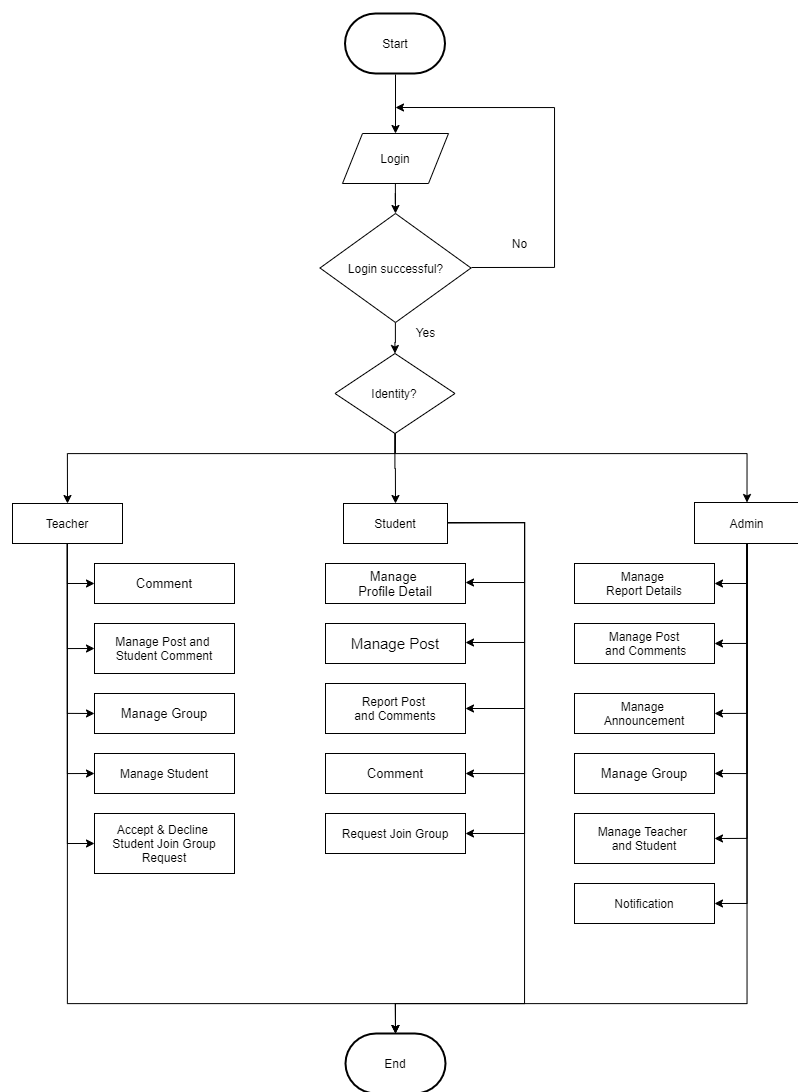 Start
Login
Login successful?
No
Yes
Identity?
Teacher
Student
Admin
Comment
Manage Post and
Student Comment
Manage Group
Manage Student
Accept & Decline
Student Join Group
Request
Manage
Profile Detail
Manage Post
Report Post
and Comments
Comment
Request Join Group
Manage
Report Details
Manage Post
and Comments
Manage
Announcement
Manage Group
Manage Teacher
and Student
Notification
End